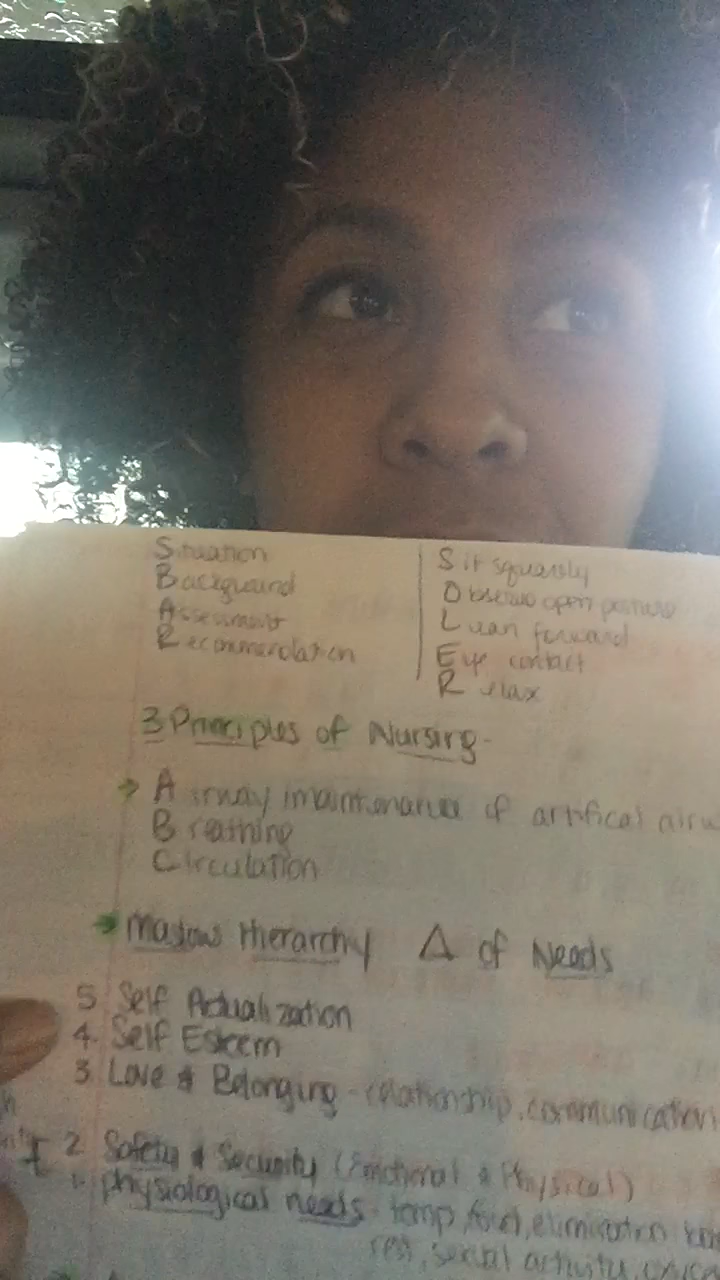 Situation
Background
Assessment
Recommendation
Sit squarely
Observe open posture
Lean forward
Eye contact
Relax
3 Principles of Nursing-
Airway (maintenance of artifical
Breathing
Circulation
Maslow Hierarchy Δ of Needs
5 Self Actualization
4. Self Esteem
3 Love & Belonging - relationship, communication
2 Safety & Security (Emotional & Physical)
1. physiological needs - temp, food, elimination
rest, sexual activity,